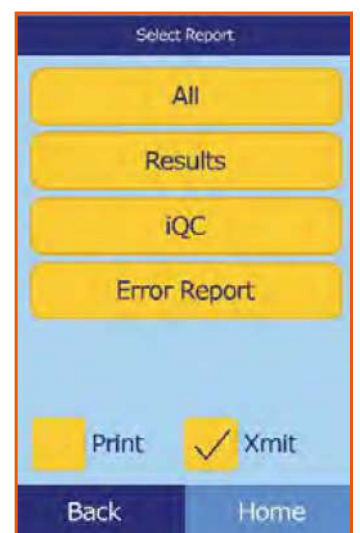 Select Report
All
Results
iQC
Error Report
Print Xmit
Back Home